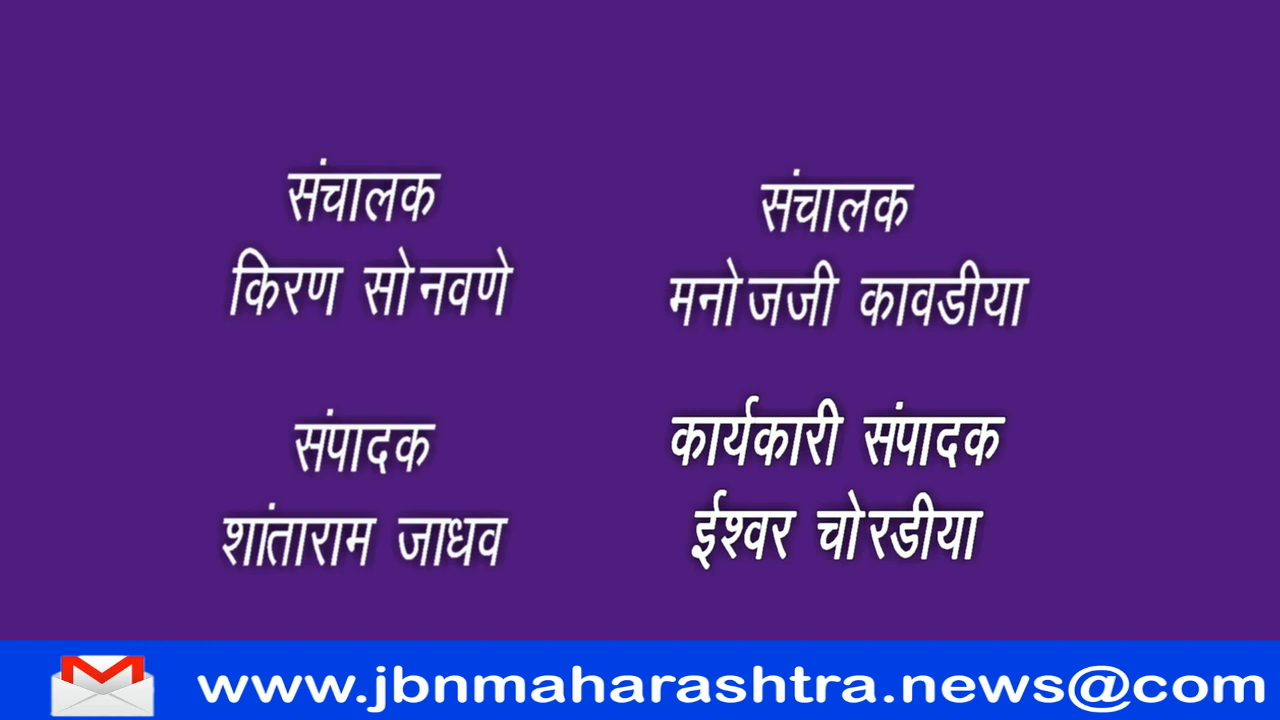 संचालक
किरण सोनवणे
संचालक
मनोजजी कावडीया
संपादक
शांताराम जाधव
कार्यकारी संपादक
ईश्वर चोरडीया
www.jbnmaharashtra.news@com